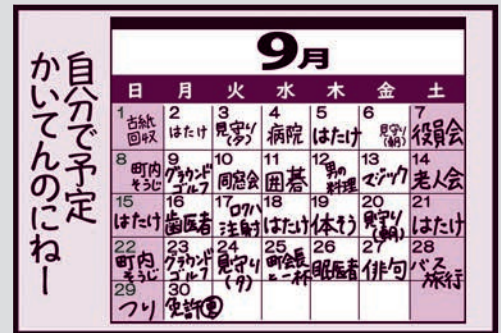 自分で予定
かいてんのにねー
9月
日 月 火 水 木 金 土
1 古紙回収 2 はたけ 3 見守り(夕) 4 病院 5 はたけ 6 見守り(朝) 7 役員会
8 町内そうじ 9 グラウンドゴルフ 10 同窓会 11 囲碁 12 男の料理 13 マジック 14 老人会
15 はたけ 16 歯医者 17 ロクハ注射 18 はたけ 19 体そう 20 見守り(朝) 21 はたけ
22 町内そうじ 23 グラウンドゴルフ 24 見守り(夕) 25 町会長と一杯 26 眼医者 27 俳句 28 バス旅行
29 つり 30 免許更